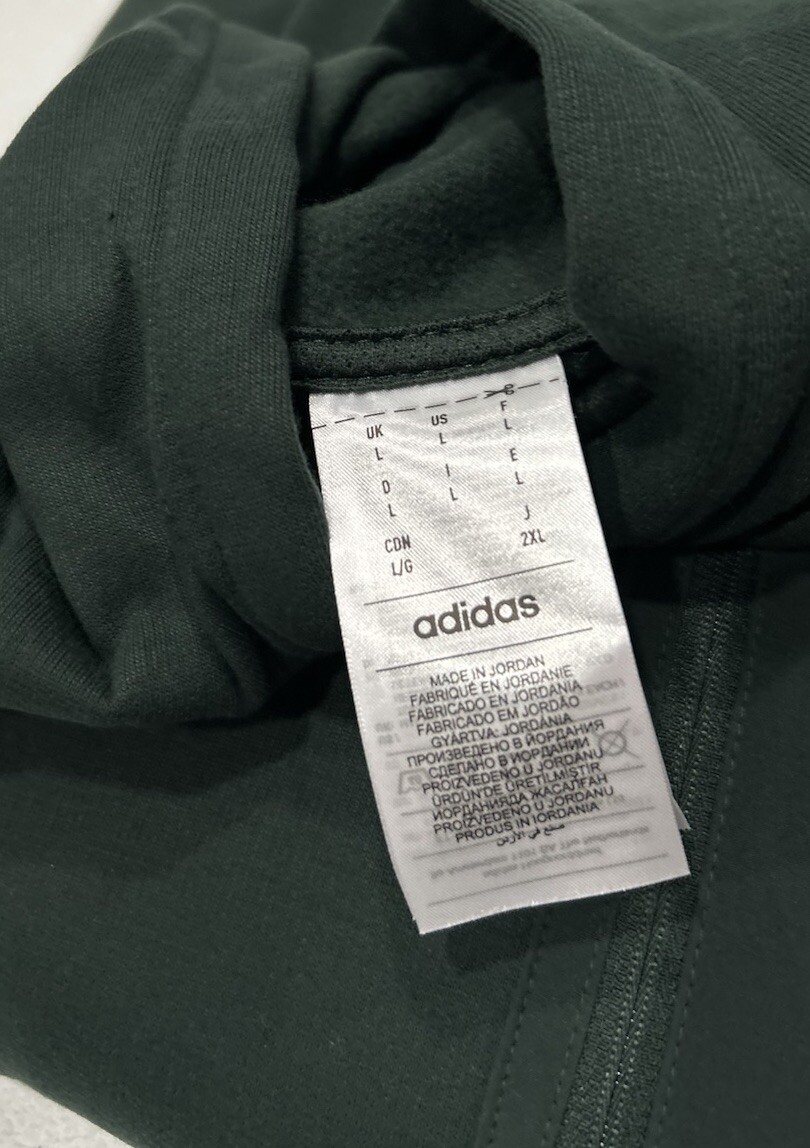 UK US F
L L L
D I E
L L L
CDN J
L/G 2XL
adidas
MADE IN JORDAN
FABRIQUÉ EN JORDANIE
FABRICADO EN JORDANIA
FABRICADO EM JORDÃO
GYÁRTVA: JORDÁNIA
ПРОИЗВЕДЕНО В ЙОРДАНИЯ
СДЕЛАНО В ИОРДАНИИ
PROIZVEDENO U JORDANU
ÜRDÜN'DE ÜRETİLMİŞTİR
ИОРДАНИЯДА ЖАСАЛҒАН
PROIZVEDENO U JORDANU
PRODUS IN IORDANIA
صنع في الأردن